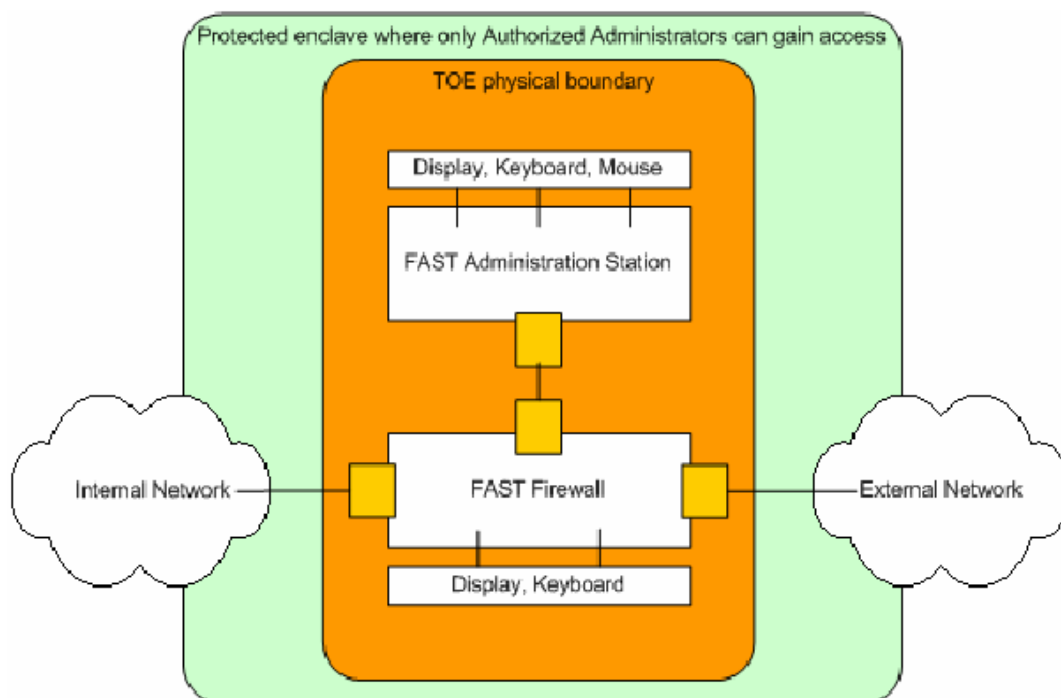 Protected enclave where only Authorized Administrators can gain access
TOE physical boundary
Display, Keyboard, Mouse
FAST Administration Station
Internal Network
FAST Firewall
External Network
Display, Keyboard